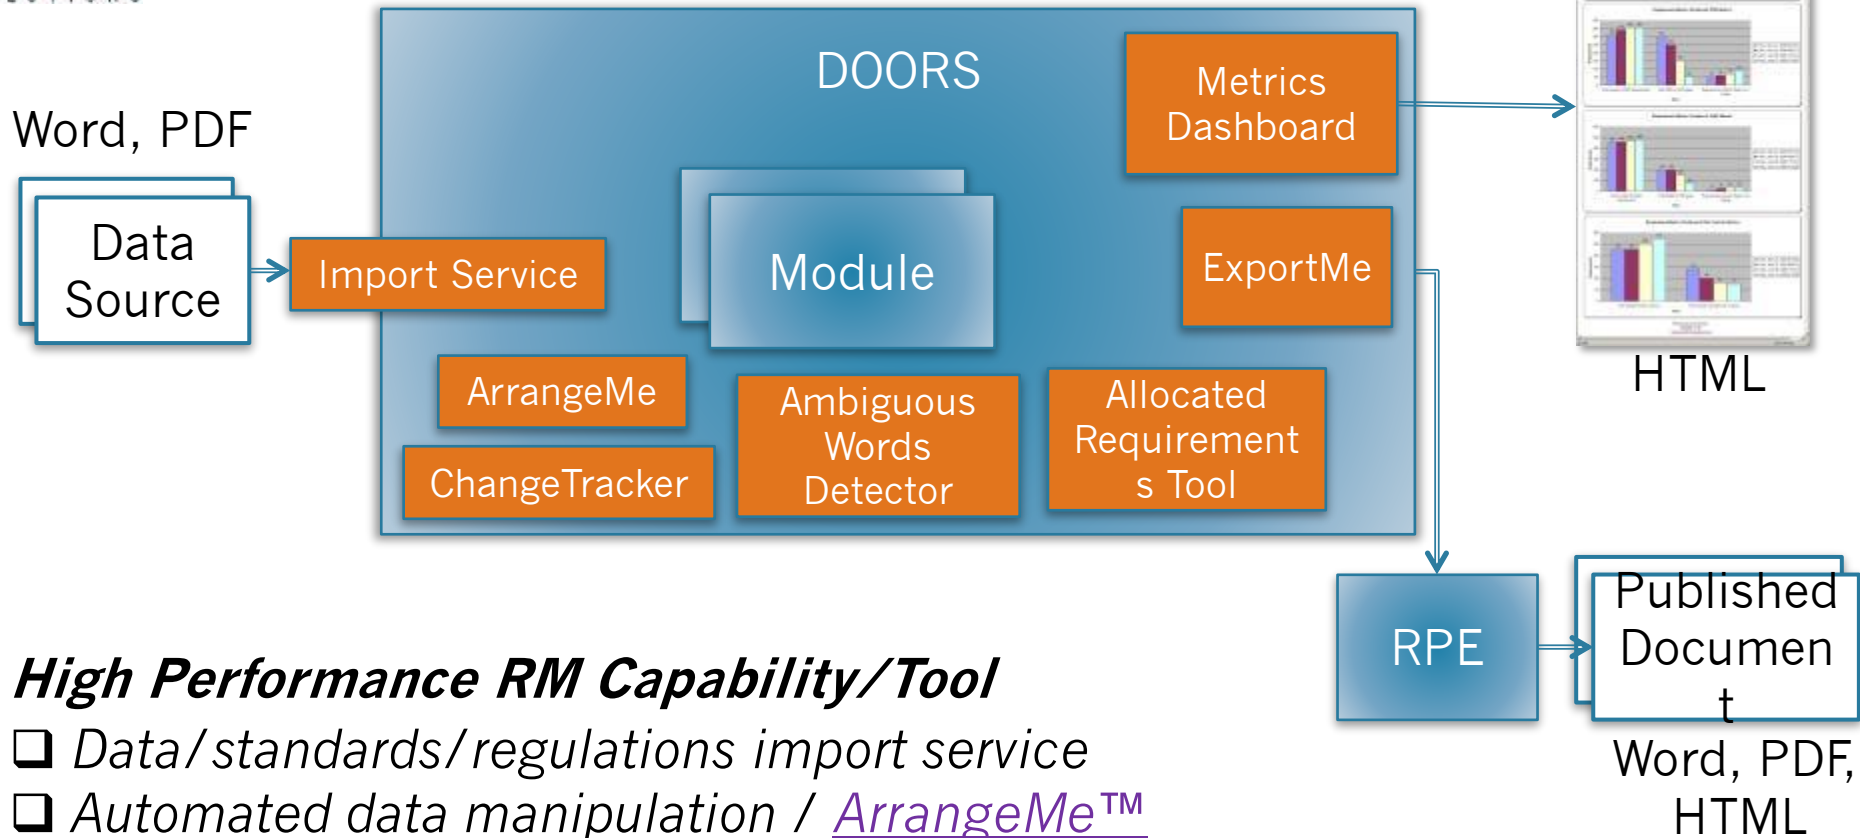 DOORS
Metrics
Dashboard
Word, PDF
Data
Source
Import Service
Module
ExportMe
HTML
ArrangeMe
ChangeTracker
Ambiguous
Words
Detector
Allocated
Requirement
s Tool
RPE
Published
Documen
t
Word, PDF,
HTML
High Performance RM Capability/Tool
Data/standards/regulations import service
Automated data manipulation / ArrangeMe™